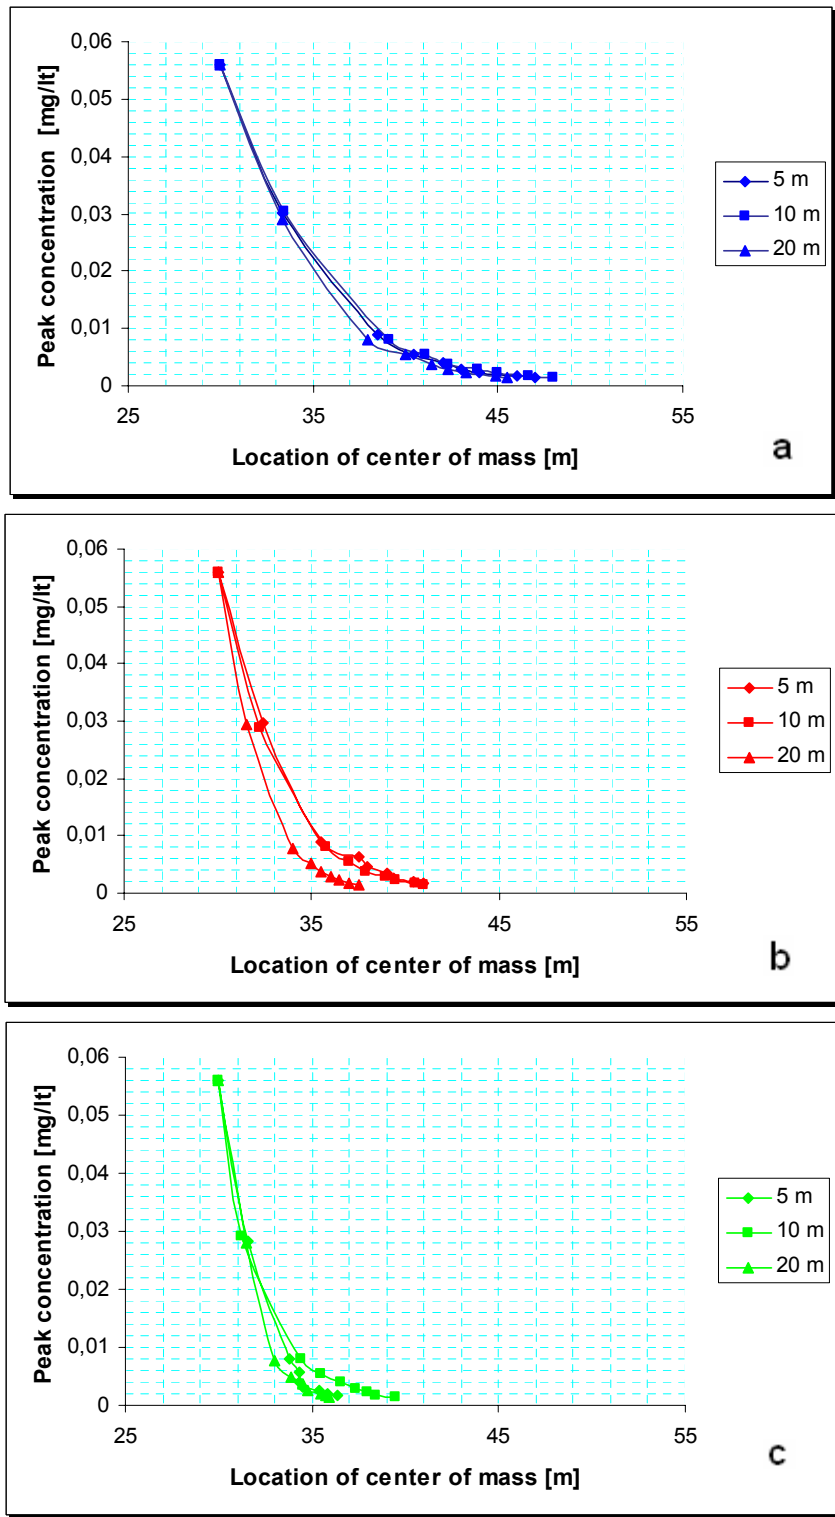 0,06
0,05
0,04
0,03
0,02
0,01
0
Peak concentration [mg/lt]
25 35 45 55
Location of center of mass [m]
5 m
10 m
20 m
a
0,06
0,05
0,04
0,03
0,02
0,01
0
Peak concentration [mg/lt]
25 35 45 55
Location of center of mass [m]
5 m
10 m
20 m
b
0,06
0,05
0,04
0,03
0,02
0,01
0
Peak concentration [mg/lt]
25 35 45 55
Location of center of mass [m]
5 m
10 m
20 m
c